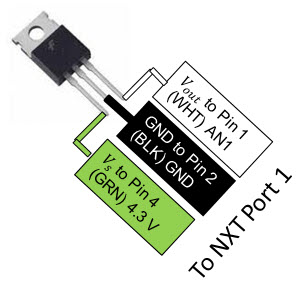 V_out to Pin 1
(WHT) AN1
GND to Pin 2
(BLK) GND
V_s to Pin 4
(GRN) 4.3 V
To NXT Port 1